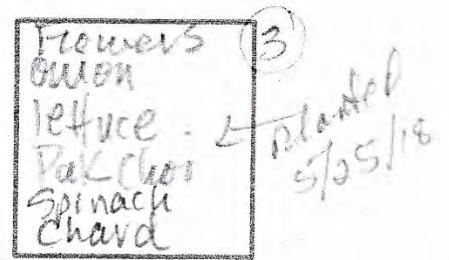 Flowers
onion
lettuce
Pak Choi
Spinach
Chard
3
Planted
5/25/18